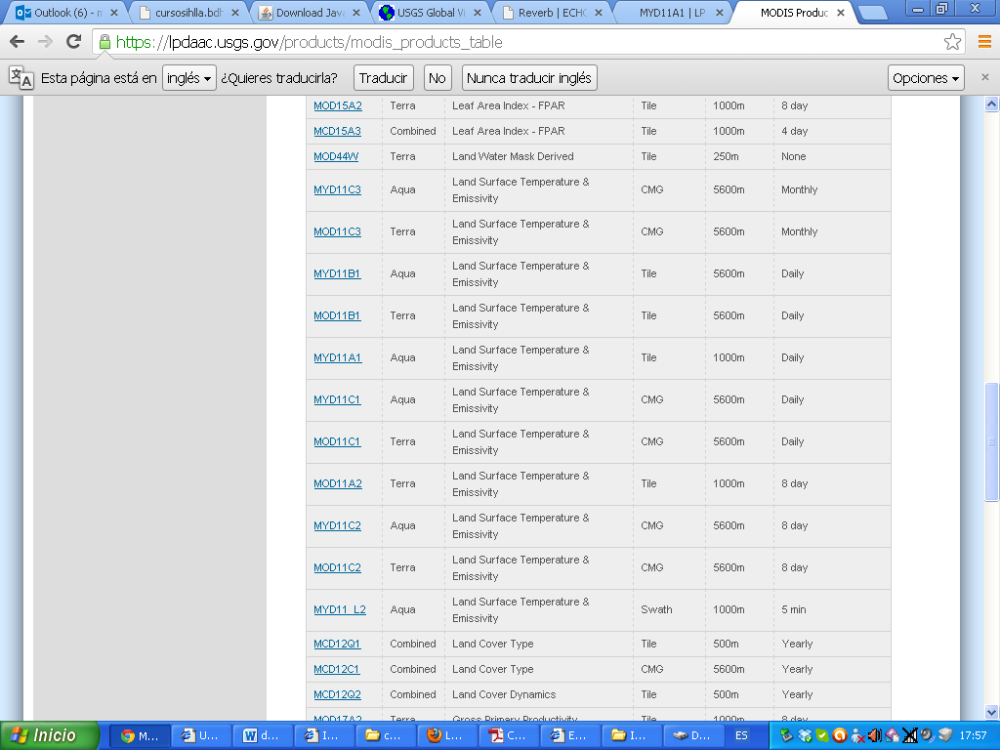 Outlook (6) - r
cursosihlla.bdh
Download Java
USGS Global Vi
Reverb | ECHO
MYD11A1 | LP
MODIS Produc
https://lpdaac.usgs.gov/products/modis_products_table
Esta página está en inglés ¿Quieres traducirla? Traducir No Nunca traducir inglés Opciones
MOD15A2 Terra Leaf Area Index - FPAR Tile 1000m 8 day
MCD15A3 Combined Leaf Area Index - FPAR Tile 1000m 4 day
MOD44W Terra Land Water Mask Derived Tile 250m None
MYD11C3 Aqua Land Surface Temperature & Emissivity CMG 5600m Monthly
MOD11C3 Terra Land Surface Temperature & Emissivity CMG 5600m Monthly
MYD11B1 Aqua Land Surface Temperature & Emissivity Tile 5600m Daily
MOD11B1 Terra Land Surface Temperature & Emissivity Tile 5600m Daily
MYD11A1 Aqua Land Surface Temperature & Emissivity Tile 1000m Daily
MYD11C1 Aqua Land Surface Temperature & Emissivity CMG 5600m Daily
MOD11C1 Terra Land Surface Temperature & Emissivity CMG 5600m Daily
MOD11A2 Terra Land Surface Temperature & Emissivity Tile 1000m 8 day
MYD11C2 Aqua Land Surface Temperature & Emissivity CMG 5600m 8 day
MOD11C2 Terra Land Surface Temperature & Emissivity CMG 5600m 8 day
MYD11_L2 Aqua Land Surface Temperature & Emissivity Swath 1000m 5 min
MCD12Q1 Combined Land Cover Type Tile 500m Yearly
MCD12C1 Combined Land Cover Type CMG 5600m Yearly
MCD12Q2 Combined Land Cover Dynamics Tile 500m Yearly
MOD17A2 Terra Gross Primary Productivity Tile 1000m 8 day
Inicio M... U... d... I... c... L... C... E... I... D... ES 17:57